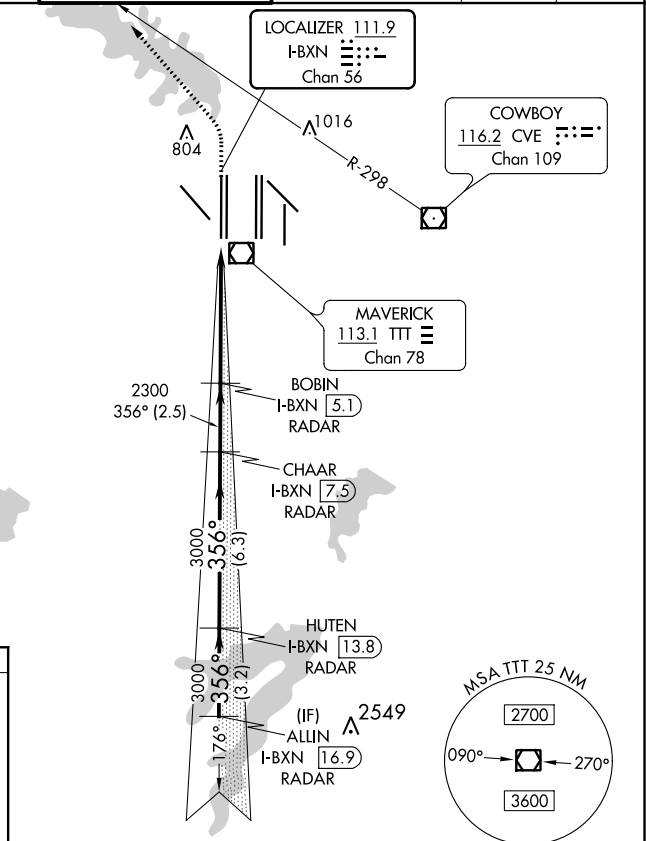 LOCALIZER 111.9
I-BXN
Chan 56
1016
804
R-298
COWBOY
116.2 CVE
Chan 109
MAVERICK
113.1 TTT
Chan 78
2300
356° (2.5)
BOBIN
I-BXN 5.1
RADAR
CHAAR
I-BXN 7.5
RADAR
3000
356°
(6.3)
HUTEN
I-BXN 13.8
RADAR
3000
356°
(3.2)
176°
(IF)
ALLIN
I-BXN 16.9
RADAR
2549
MSA TTT 25 NM
2700
090°
270°
3600